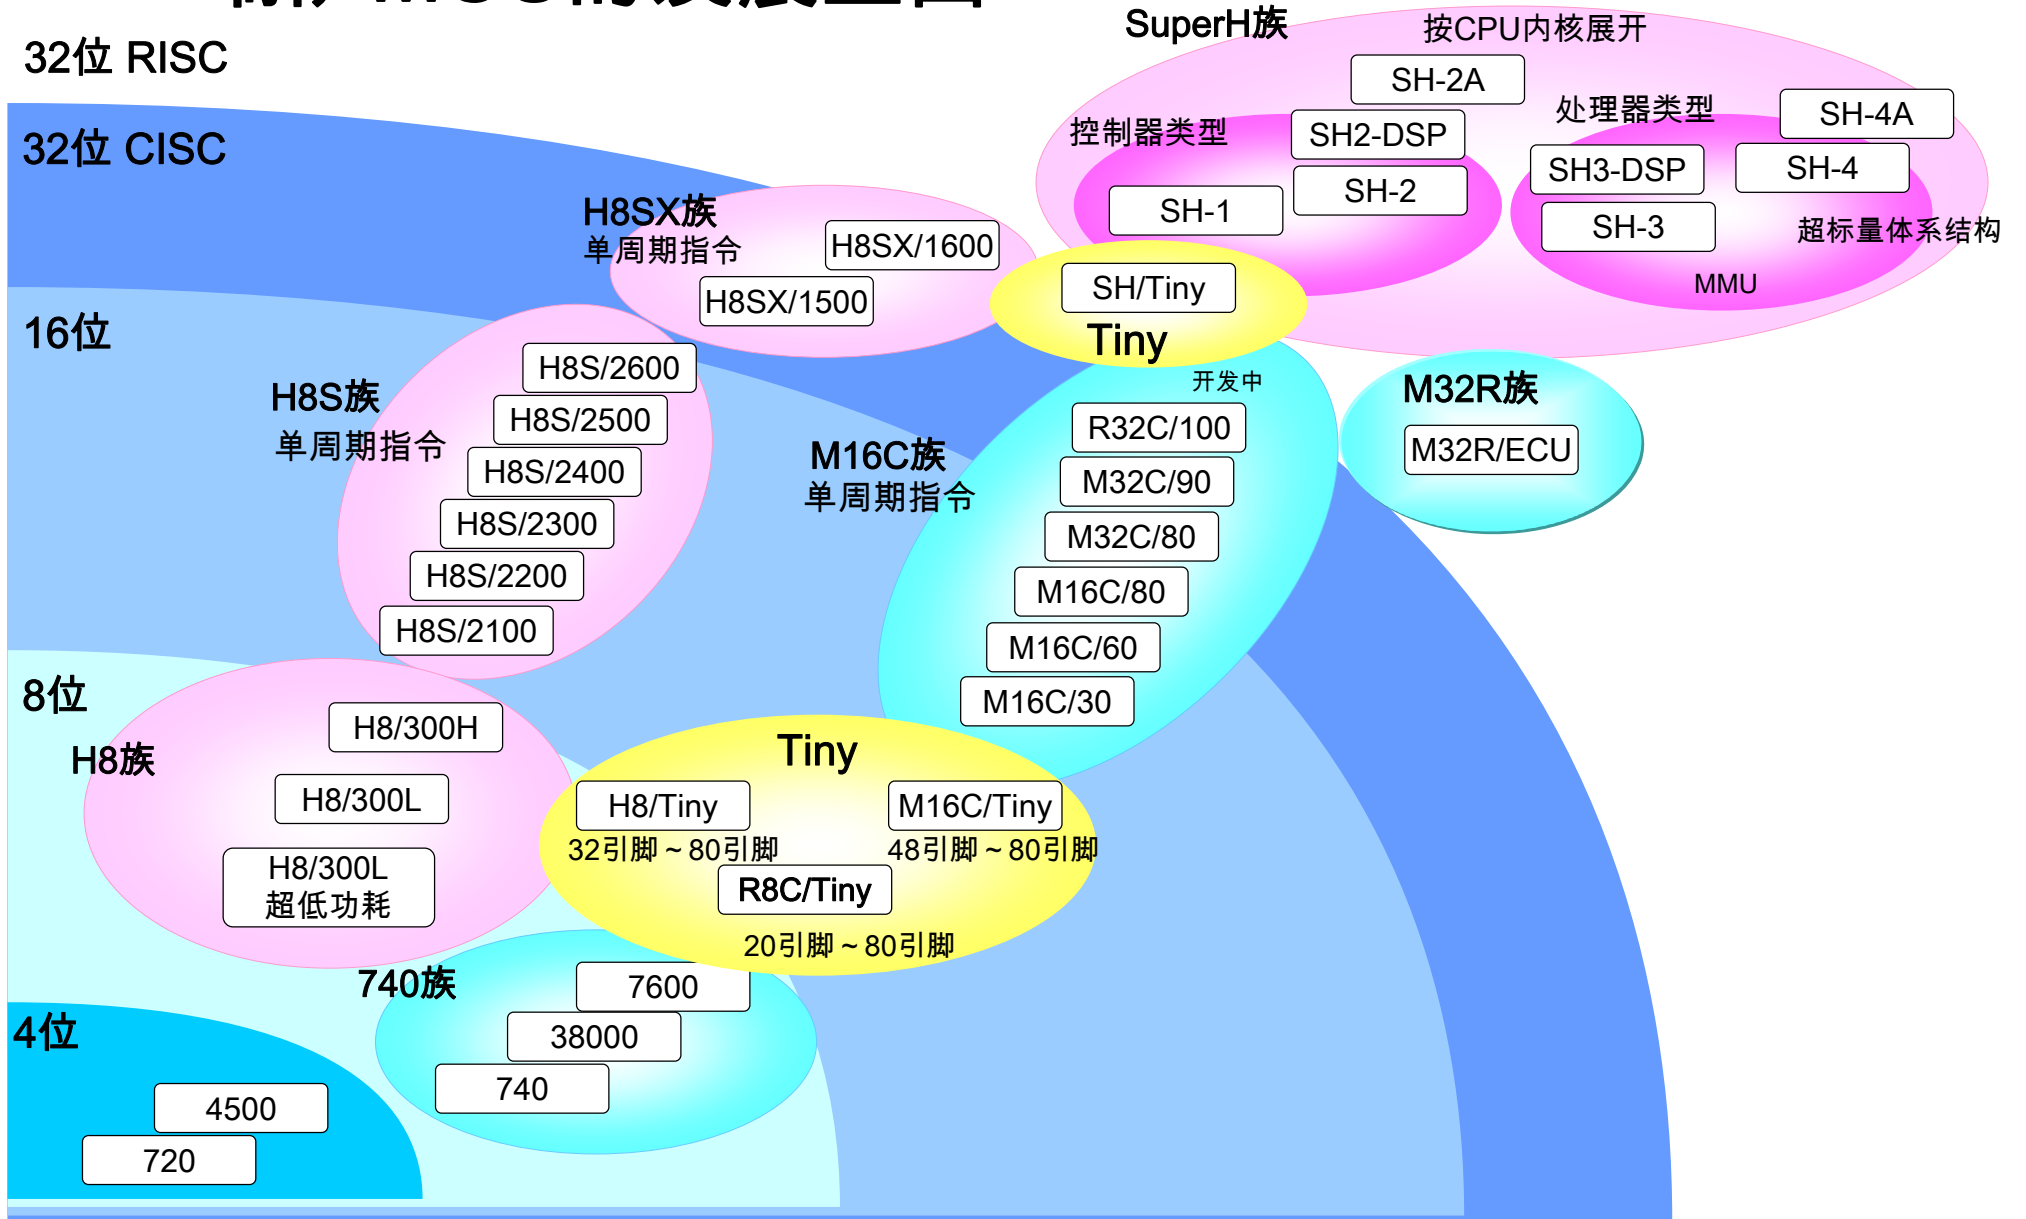 SuperH族
按CPU内核展开
32位 RISC
SH-2A
处理器类型
SH-4A
控制器类型
SH2-DSP
32位 CISC
SH3-DSP
SH-4
SH-2
H8SX族
SH-1
单周期指令
H8SX/1600
SH-3
超标量体系结构
H8SX/1500
SH/Tiny
MMU
16位
Tiny
H8S/2600
开发中
M32R族
H8S族
H8S/2500
R32C/100
单周期指令
M16C族
M32R/ECU
H8S/2400
M32C/90
单周期指令
H8S/2300
M32C/80
H8S/2200
M16C/80
H8S/2100
M16C/60
8位
M16C/30
H8/300H
H8族
Tiny
H8/300L
H8/Tiny
M16C/Tiny
32引脚～80引脚
48引脚～80引脚
H8/300L
超低功耗
R8C/Tiny
20引脚～80引脚
740族
7600
4位
38000
740
4500
720